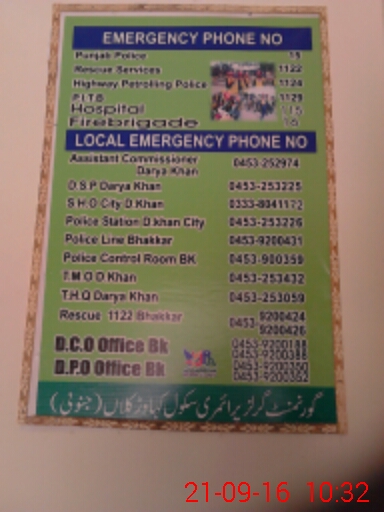 EMERGENCY PHONE NO
Punjab Police 15
Rescue Services 1122
Highway Petrolling Police 1124
P.I.T.B 1129
Hospital 115
Firebrigade 16
LOCAL EMERGENCY PHONE NO
Assistant Commissioner Darya Khan 0453-252974
D.S.P Darya Khan 0453-253225
S.H.O City D.Khan 0333-8041172
Police Station D.khan City 0453-253226
Police Line Bhakkar 0453-9200431
Police Control Room BK 0453-900359
T.M.O D Khan 0453-253432
T.H.Q Darya Khan 0453-253059
Rescue 1122 Bhakkar 0453-9200424
9200426
D.C.O Office Bk 0453-9200188
0453-9200388
D.P.O Office Bk 0453-9200350
0453-9200352
گورنمنٹ گرلز پرائمری سکول کہاوڑ کلاں (جنوبی)
21-09-16 10:32